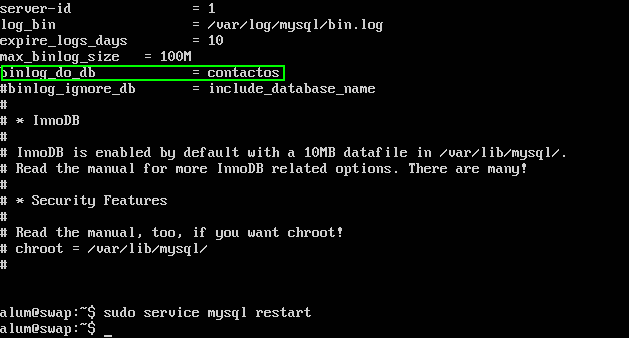 server-id               = 1
log_bin                 = /var/log/mysql/bin.log
expire_logs_days        = 10
max_binlog_size   = 100M
binlog_do_db            = contactos
#binlog_ignore_db       = include_database_name
#
# * InnoDB
#
# InnoDB is enabled by default with a 10MB datafile in /var/lib/mysql/.
# Read the manual for more InnoDB related options. There are many!
#
# * Security Features
#
# Read the manual, too, if you want chroot!
# chroot = /var/lib/mysql/
#
alum@swap:~$ sudo service mysql restart
alum@swap:~$ _